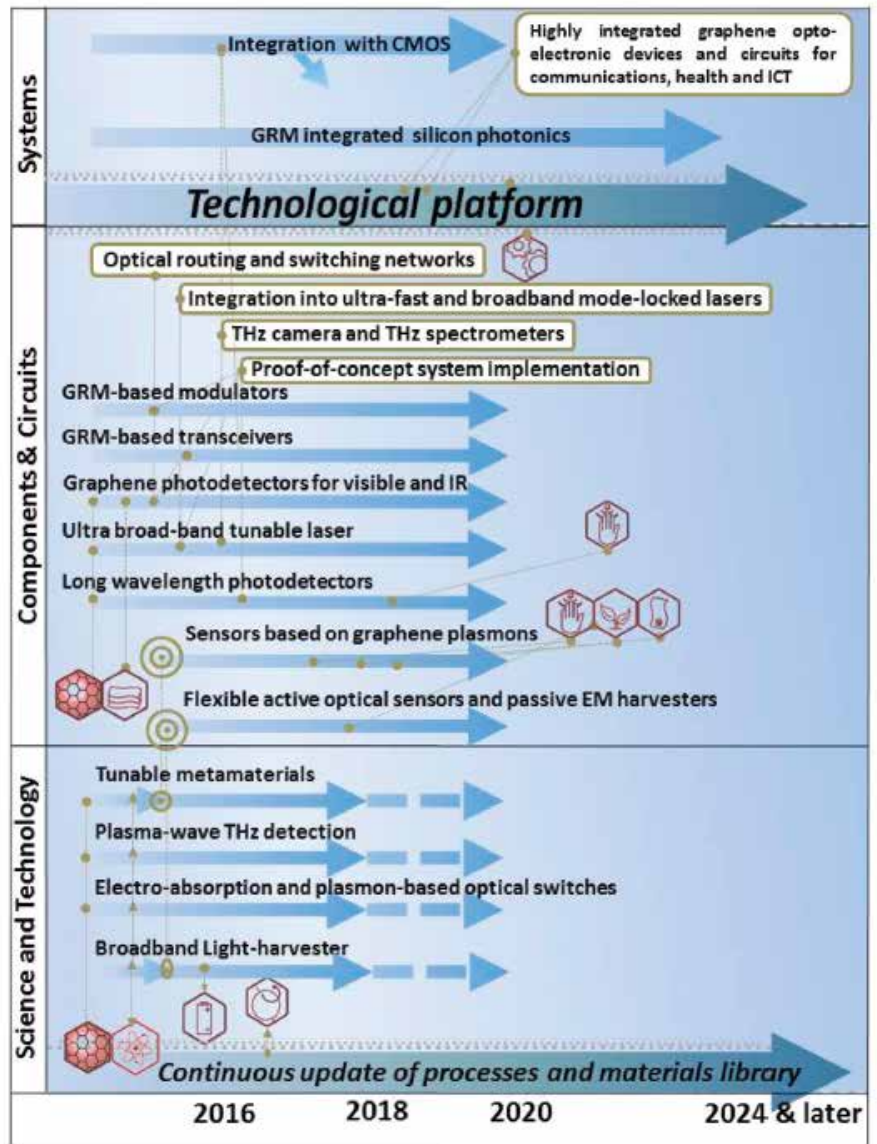 Systems
Integration with CMOS
Highly integrated graphene opto-
electronic devices and circuits for
communications, health and ICT
GRM integrated silicon photonics
Technological platform
Components & Circuits
Optical routing and switching networks
Integration into ultra-fast and broadband mode-locked lasers
THz camera and THz spectrometers
Proof-of-concept system implementation
GRM-based modulators
GRM-based transceivers
Graphene photodetectors for visible and IR
Ultra broad-band tunable laser
Long wavelength photodetectors
Sensors based on graphene plasmons
Flexible active optical sensors and passive EM harvesters
Science and Technology
Tunable metamaterials
Plasma-wave THz detection
Electro-absorption and plasmon-based optical switches
Broadband Light-harvester
Continuous update of processes and materials library
2016
2018
2020
2024 & later